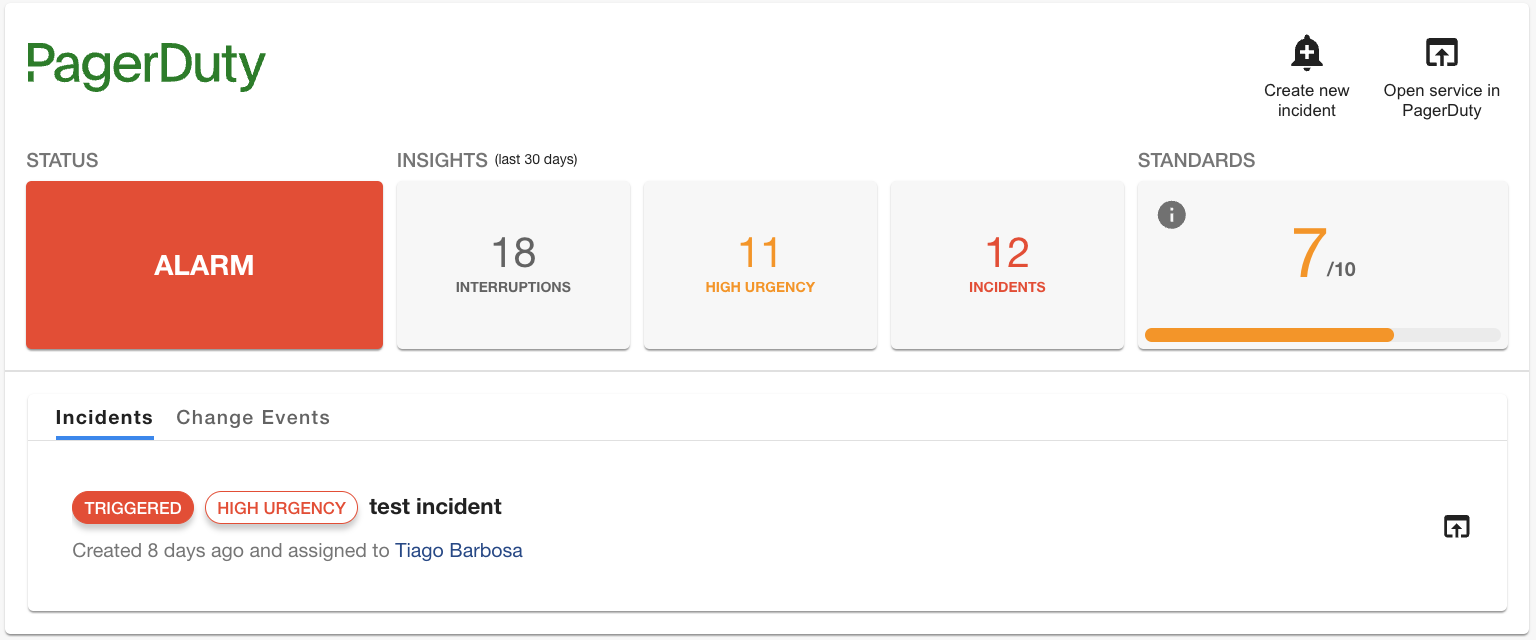 PagerDuty
Create new
incident
Open service in
PagerDuty
STATUS
INSIGHTS (last 30 days)
STANDARDS
ALARM
18
INTERRUPTIONS
11
HIGH URGENCY
12
INCIDENTS
i
7/10
Incidents Change Events
TRIGGERED HIGH URGENCY test incident
Created 8 days ago and assigned to Tiago Barbosa